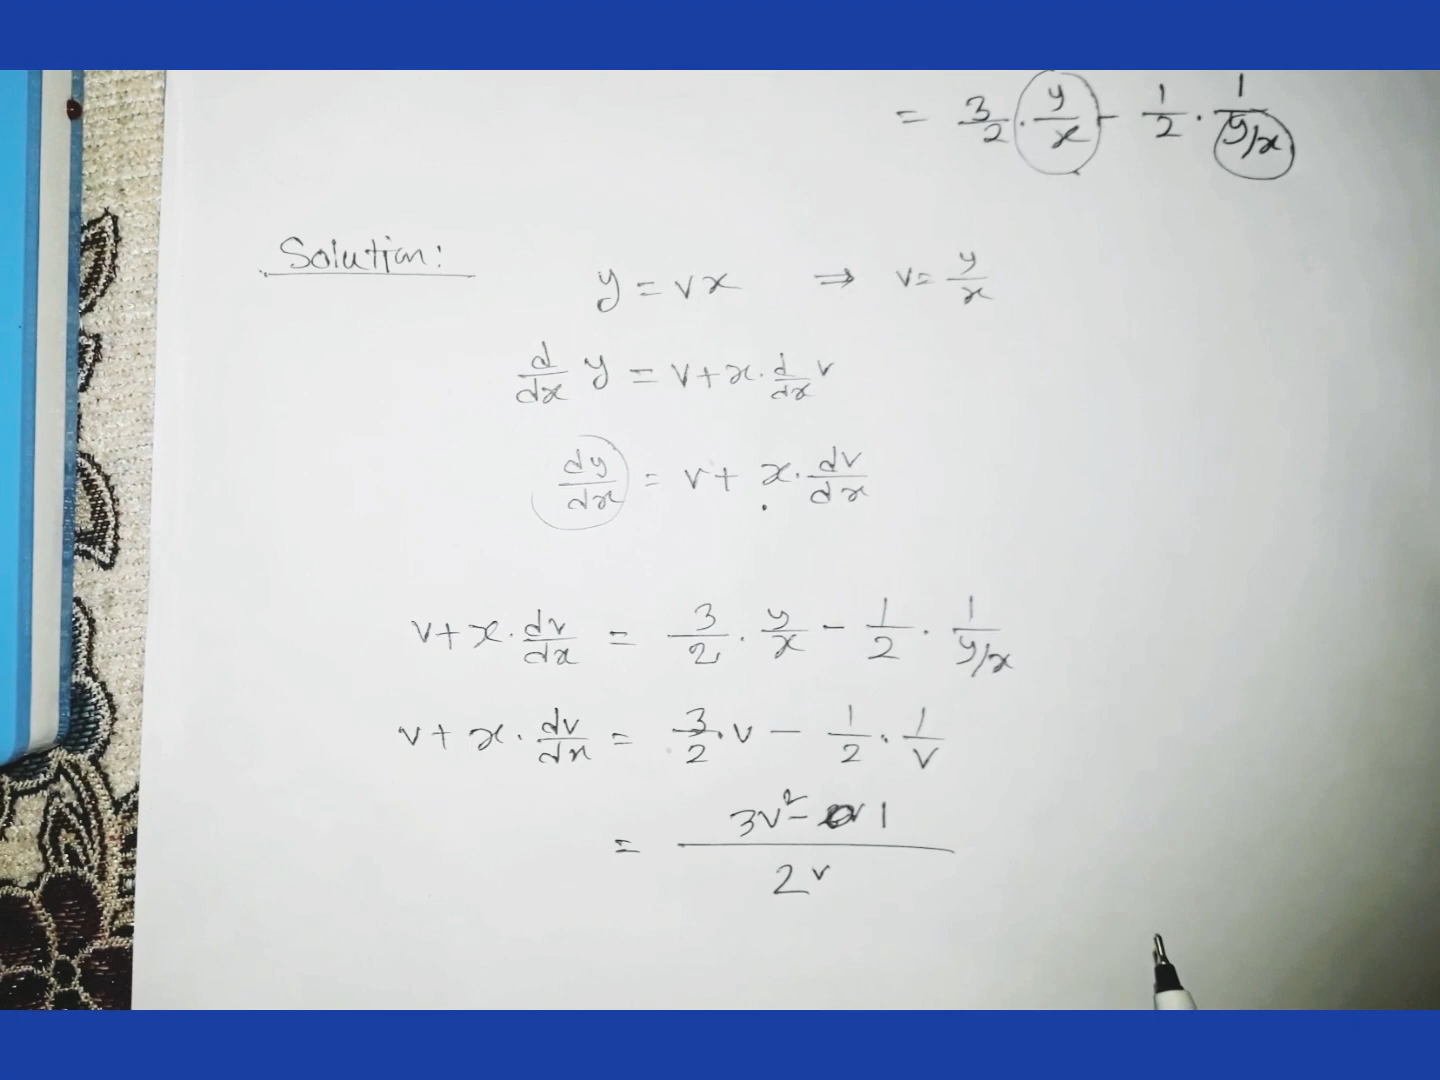 = 3/2 · y/x - 1/2 · 1/(y/x)
Solution:
y = vx ⇒ v = y/x
d/dx y = v + x · d/dx v
dy/dx = v + x · dv/dx
v + x · dv/dx = 3/2 · y/x - 1/2 · 1/(y/x)
v + x · dv/dx = 3/2 · v - 1/2 · 1/v
= (3v² - 1)/(2v)